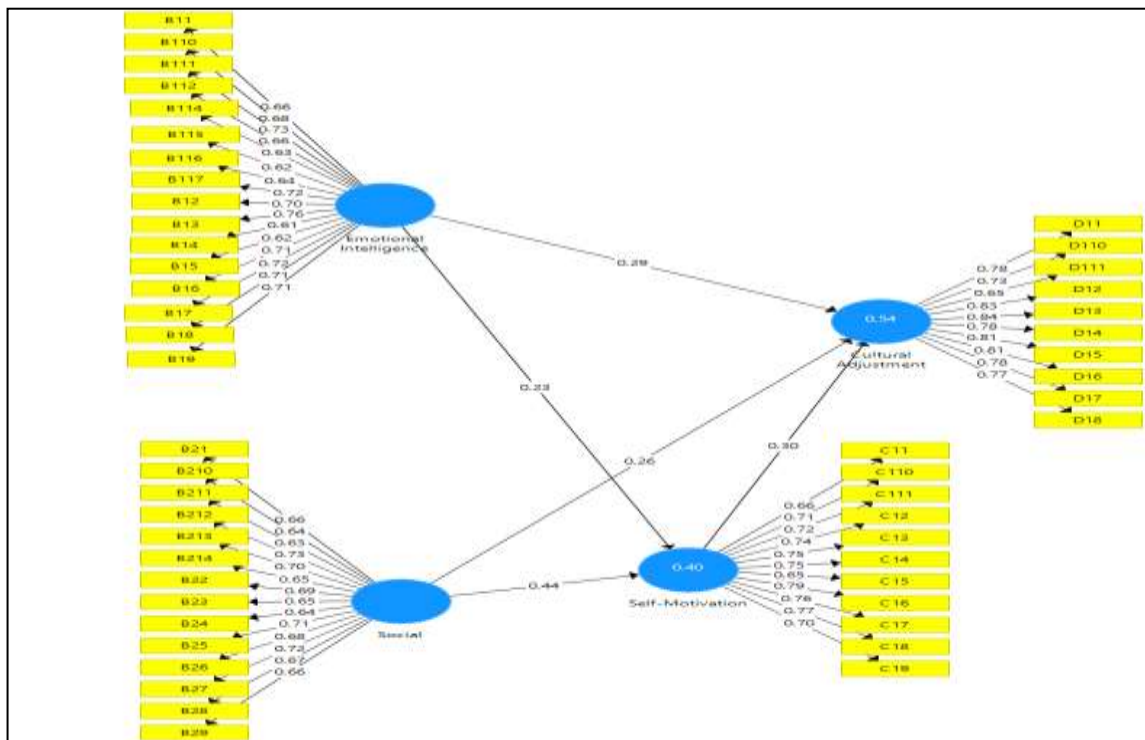 B11
B110
B111
B112
B114
B115
B116
B117
B12
B13
B14
B15
B16
B17
B18
B19
0.66
0.68
0.73
0.66
0.63
0.62
0.64
0.72
0.70
0.76
0.61
0.62
0.71
0.72
0.71
0.71
Emotional
Intelligence
0.29
0.23
D11
D110
D111
D12
D13
D14
D15
D16
D17
D18
0.78
0.73
0.65
0.83
0.84
0.78
0.81
0.81
0.78
0.77
0.54
Cultural
Adjustment
B21
B210
B211
B212
B213
B214
B22
B23
B24
B25
B26
B27
B28
B29
0.66
0.64
0.63
0.73
0.70
0.65
0.69
0.65
0.64
0.71
0.68
0.72
0.67
0.66
Social
0.26
0.44
0.30
C11
C110
C111
C12
C13
C14
C15
C16
C17
C18
C19
0.66
0.71
0.72
0.74
0.75
0.75
0.65
0.79
0.76
0.77
0.70
0.40
Self-Motivation